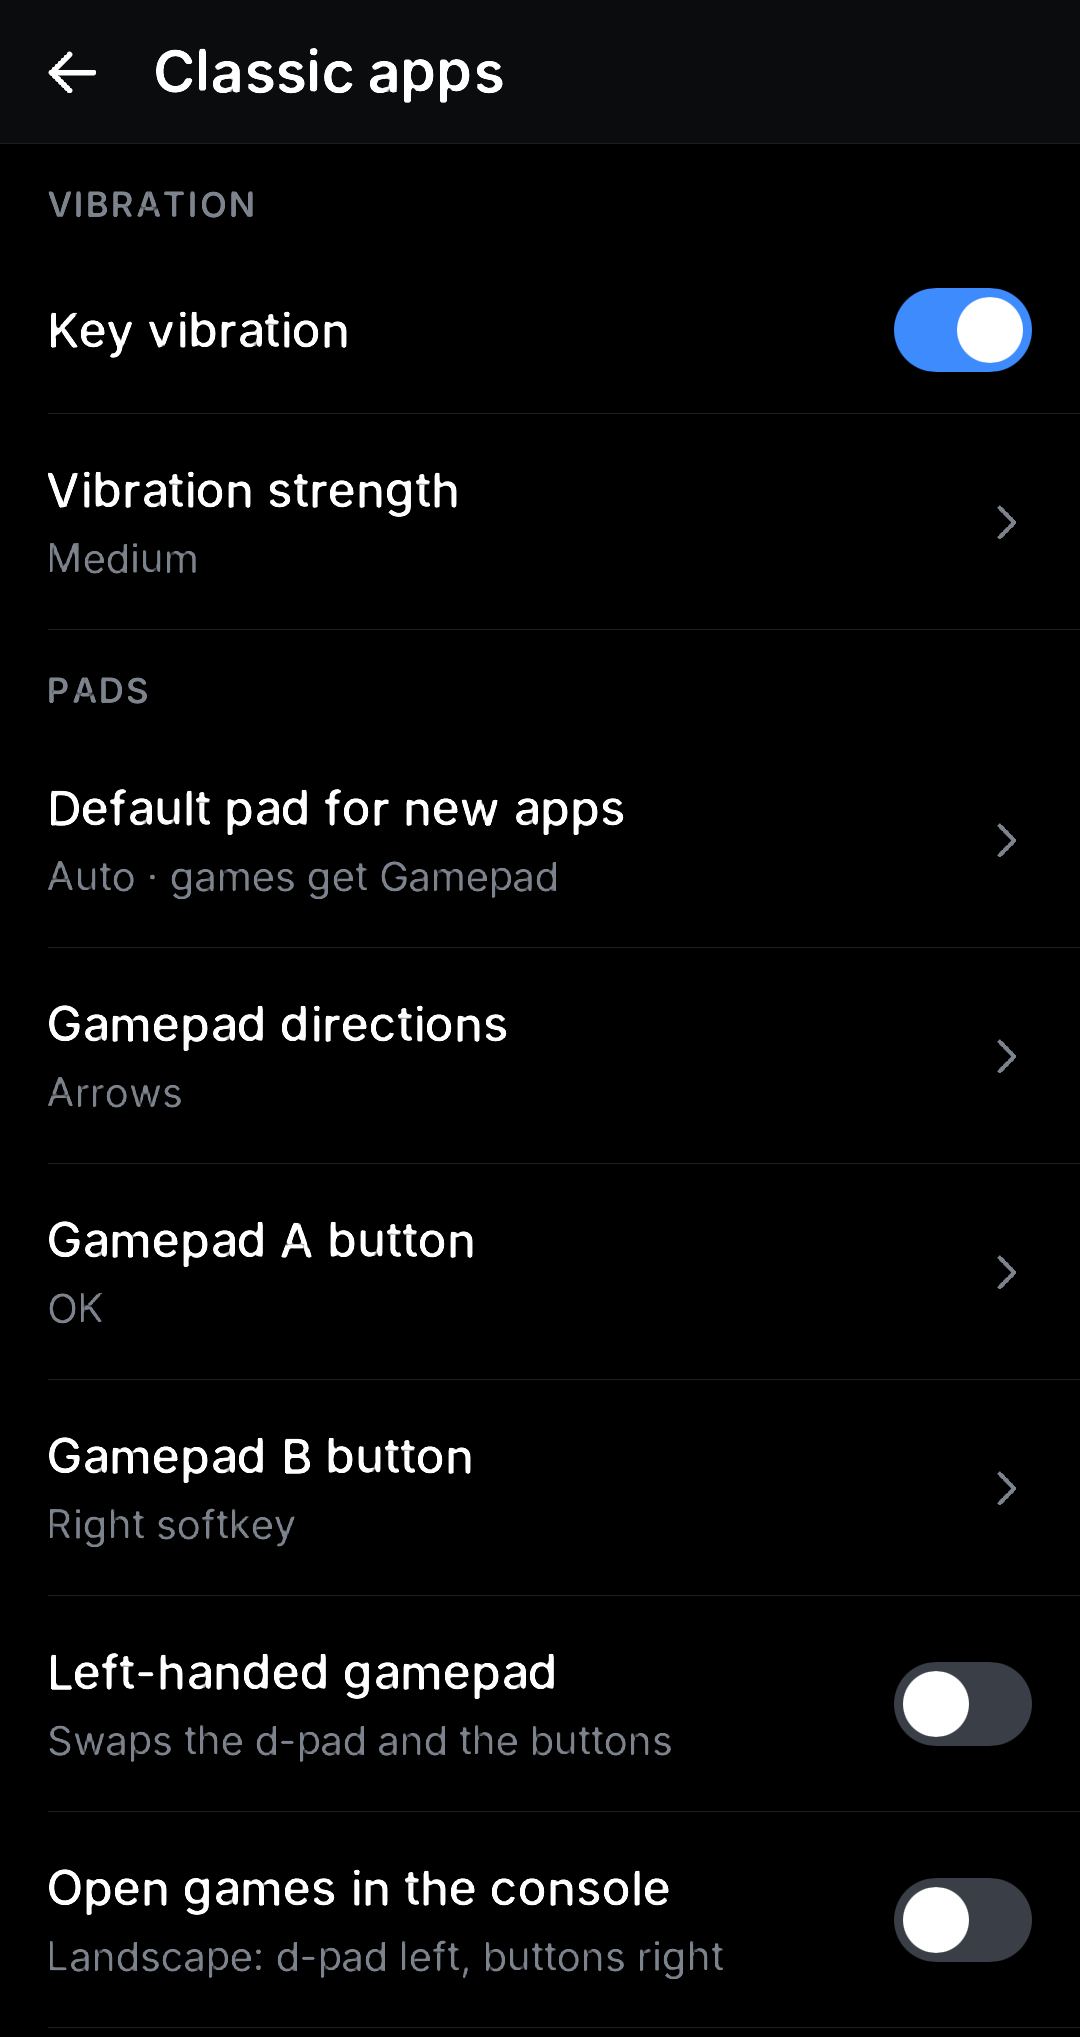 Classic apps
VIBRATION
Key vibration
Vibration strength
Medium
PADS
Default pad for new apps
Auto · games get Gamepad
Gamepad directions
Arrows
Gamepad A button
OK
Gamepad B button
Right softkey
Left-handed gamepad
Swaps the d-pad and the buttons
Open games in the console
Landscape: d-pad left, buttons right